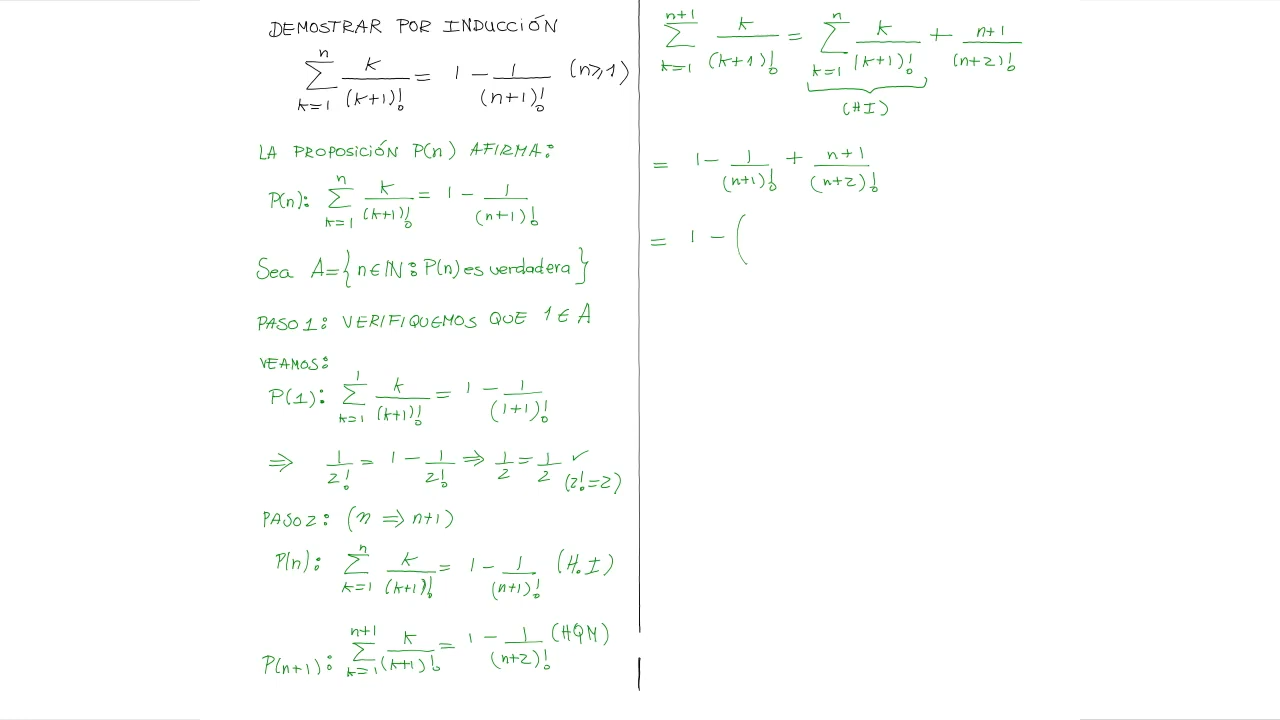 DEMOSTRAR POR INDUCCIÓN
∑_{k=1}^{n} k/(k+1)! = 1 - 1/(n+1)! (n≥1)
LA PROPOSICIÓN P(n) AFIRMA:
P(n): ∑_{k=1}^{n} k/(k+1)! = 1 - 1/(n+1)!
Sea A={n∈ℕ: P(n) es verdadera}
PASO 1: VERIFIQUEMOS QUE 1∈A
VEAMOS:
P(1): ∑_{k=1}^{1} k/(k+1)! = 1 - 1/(1+1)!
⇒ 1/2! = 1 - 1/2! ⇒ 1/2 = 1/2 ✓ (2!=2)
PASO 2: (n ⇒ n+1)
P(n): ∑_{k=1}^{n} k/(k+1)! = 1 - 1/(n+1)! (H.I)
P(n+1): ∑_{k=1}^{n+1} k/(k+1)! = 1 - 1/(n+2)! (HQM)
∑_{k=1}^{n+1} k/(k+1)! = ∑_{k=1}^{n} k/(k+1)! + n+1/(n+2)!
(HI)
= 1 - 1/(n+1)! + n+1/(n+2)!
= 1 - (